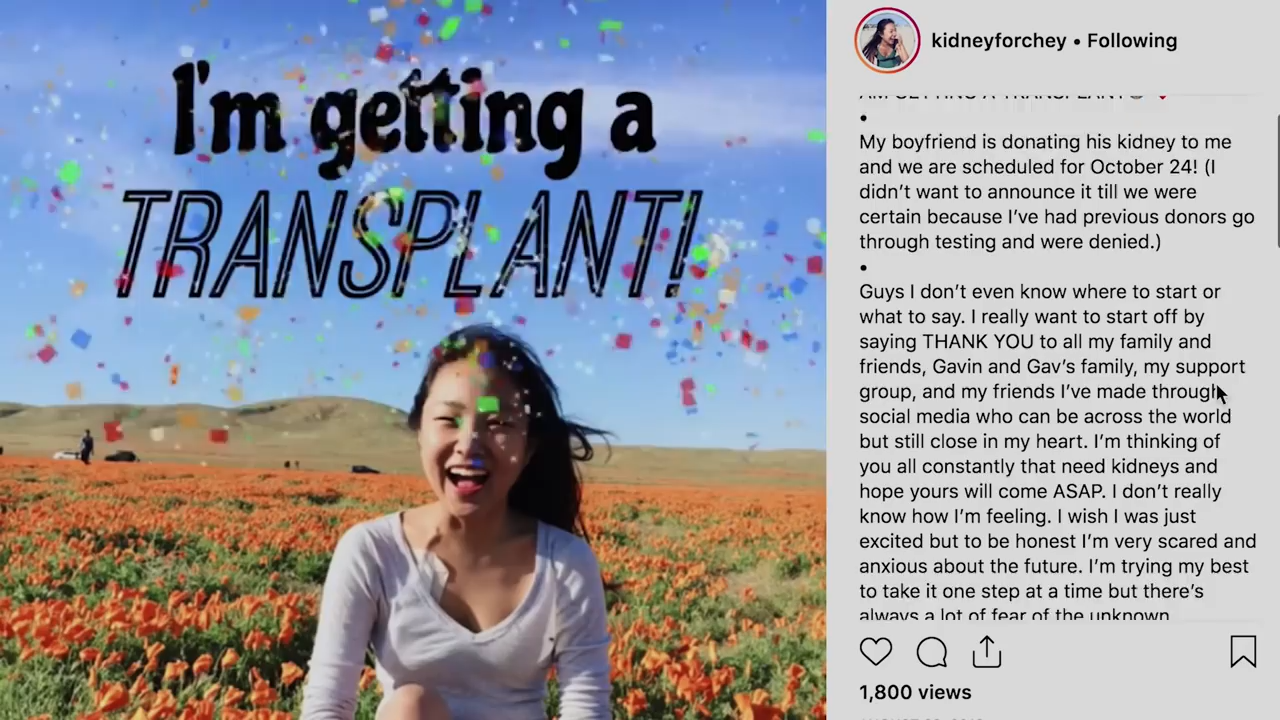 I'm getting a
TRANSPLANT!
kidneyforchey • Following
AM GETTING A TRANSPLANT
•
My boyfriend is donating his kidney to me
and we are scheduled for October 24! (I
didn't want to announce it till we were
certain because I've had previous donors go
through testing and were denied.)
•
Guys I don't even know where to start or
what to say. I really want to start off by
saying THANK YOU to all my family and
friends, Gavin and Gav's family, my support
group, and my friends I've made through
social media who can be across the world
but still close in my heart. I'm thinking of
you all constantly that need kidneys and
hope yours will come ASAP. I don't really
know how I'm feeling. I wish I was just
excited but to be honest I'm very scared and
anxious about the future. I'm trying my best
to take it one step at a time but there's
always a lot of fear of the unknown
1,800 views